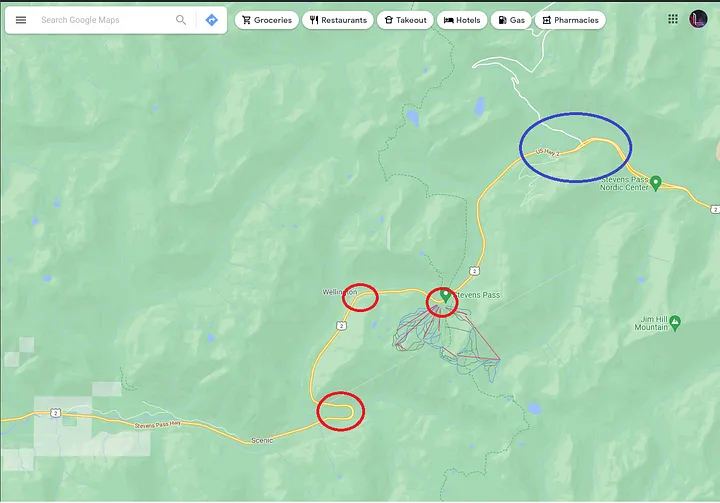 Search Google Maps
Groceries
Restaurants
Takeout
Hotels
Gas
Pharmacies
US Hwy 2
Stevens Pass
Nordic Center
2
2
Wellington
Stevens Pass
2
Jim Hill
Mountain
2
Stevens Pass Hwy
Scenic